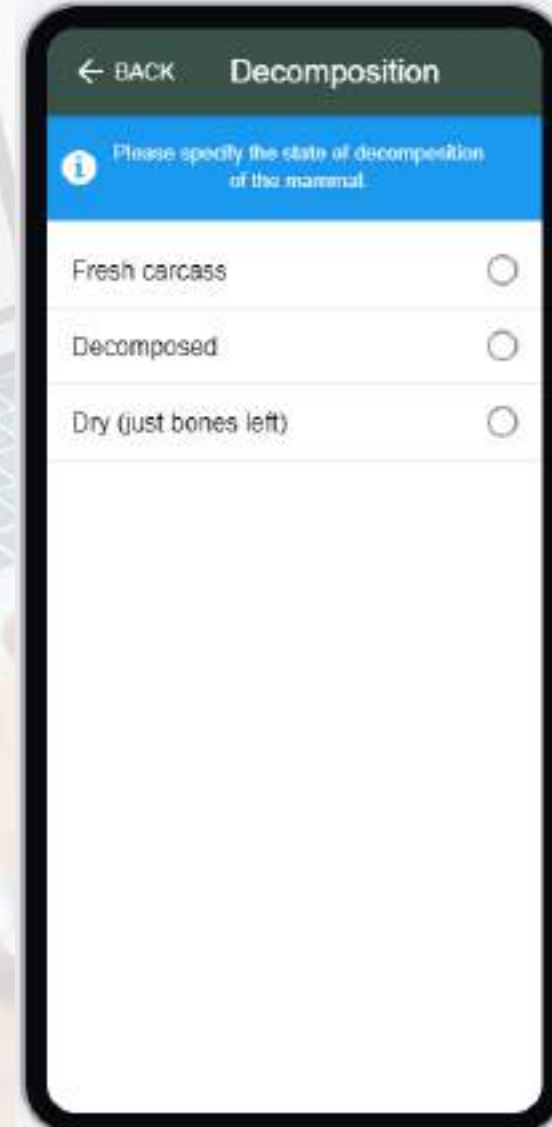 ← BACK Decomposition
Please specify the state of decomposition
of the mammal.
Fresh carcass
Decomposed
Dry (just bones left)